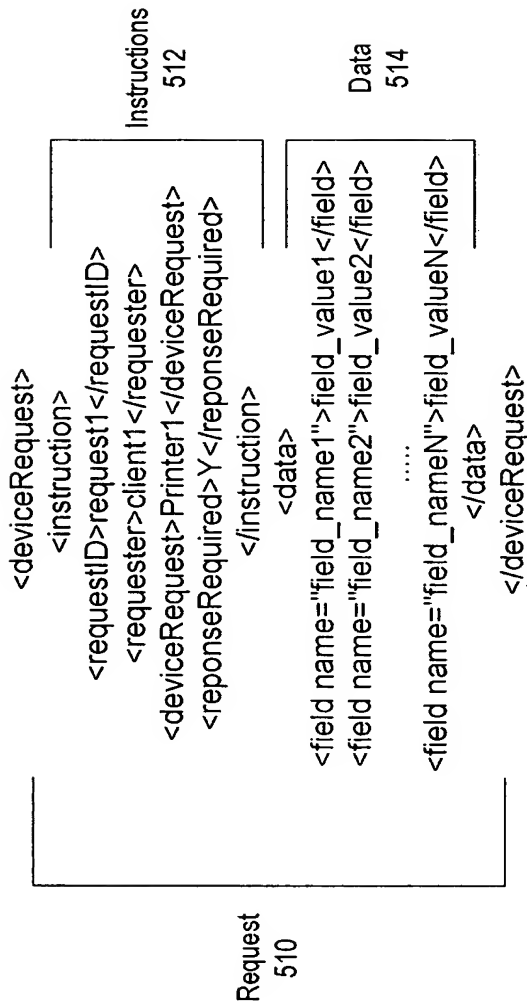 Request
510
<deviceRequest>
<instruction>
<requestID>request1</requestID>
<requester>client1</requester>
<deviceRequest>Printer1</deviceRequest>
<reponseRequired>Y</reponseRequired>
</instruction>
<data>
<field name="field_name1">field_value1</field>
<field name="field_name2">field_value2</field>
......
<field name="field_nameN">field_valueN</field>
</data>
</deviceRequest>
Instructions
512
Data
514